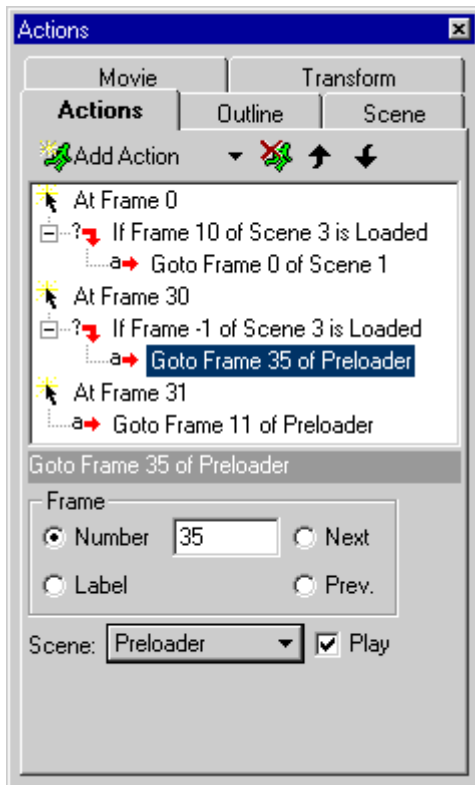 Actions
Movie Transform
Actions Outline Scene
Add Action
At Frame 0
If Frame 10 of Scene 3 is Loaded
Goto Frame 0 of Scene 1
At Frame 30
If Frame -1 of Scene 3 is Loaded
Goto Frame 35 of Preloader
At Frame 31
Goto Frame 11 of Preloader
Goto Frame 35 of Preloader
Frame
Number 35 Next
Label Prev.
Scene: Preloader Play